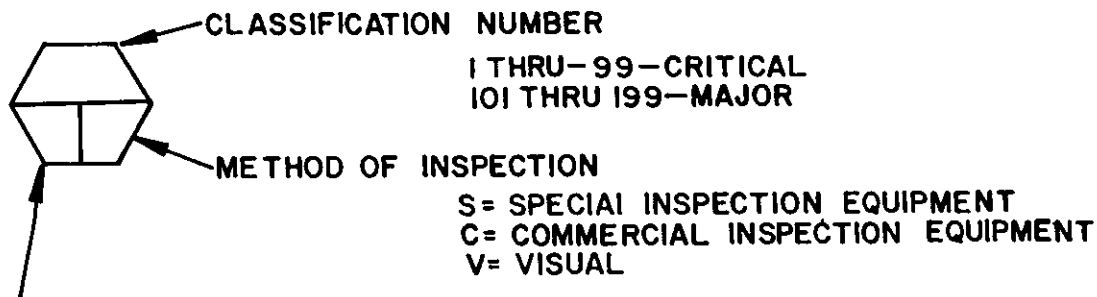 CLASSIFICATION NUMBER
1 THRU-99-CRITICAL
101 THRU 199-MAJOR
METHOD OF INSPECTION
S= SPECIAl INSPECTION EQUIPMENT
C= COMMERCIAL INSPECTION EQUIPMENT
V= VISUAL